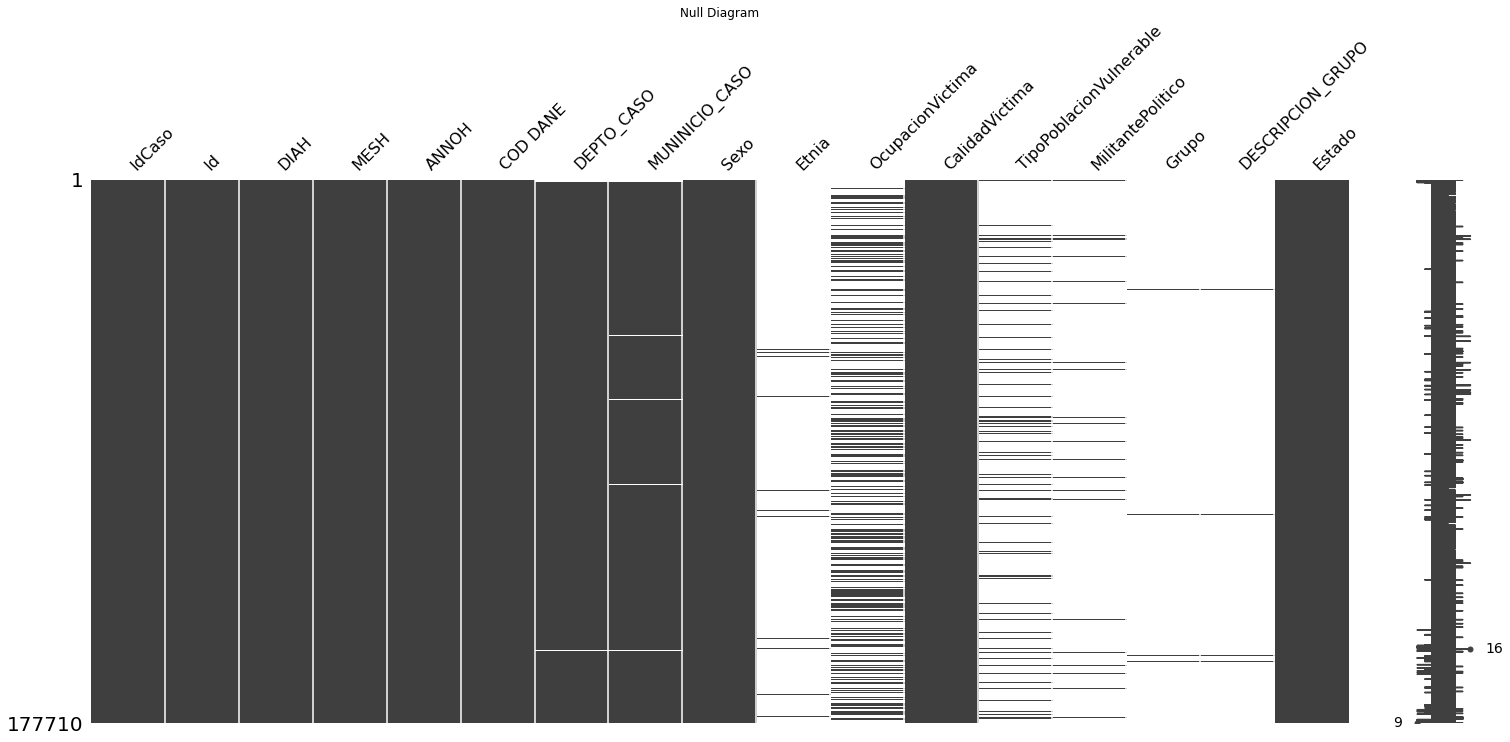 Null Diagram
IdCaso
Id
DIAH
MESH
ANNOH
COD DANE
DEPTO_CASO
MUNINICIO_CASO
Sexo
Etnia
OcupacionVictima
CalidadVictima
TipoPoblacionVulnerable
MilitantePolitico
Grupo
DESCRIPCION_GRUPO
Estado
1
16
177710
9